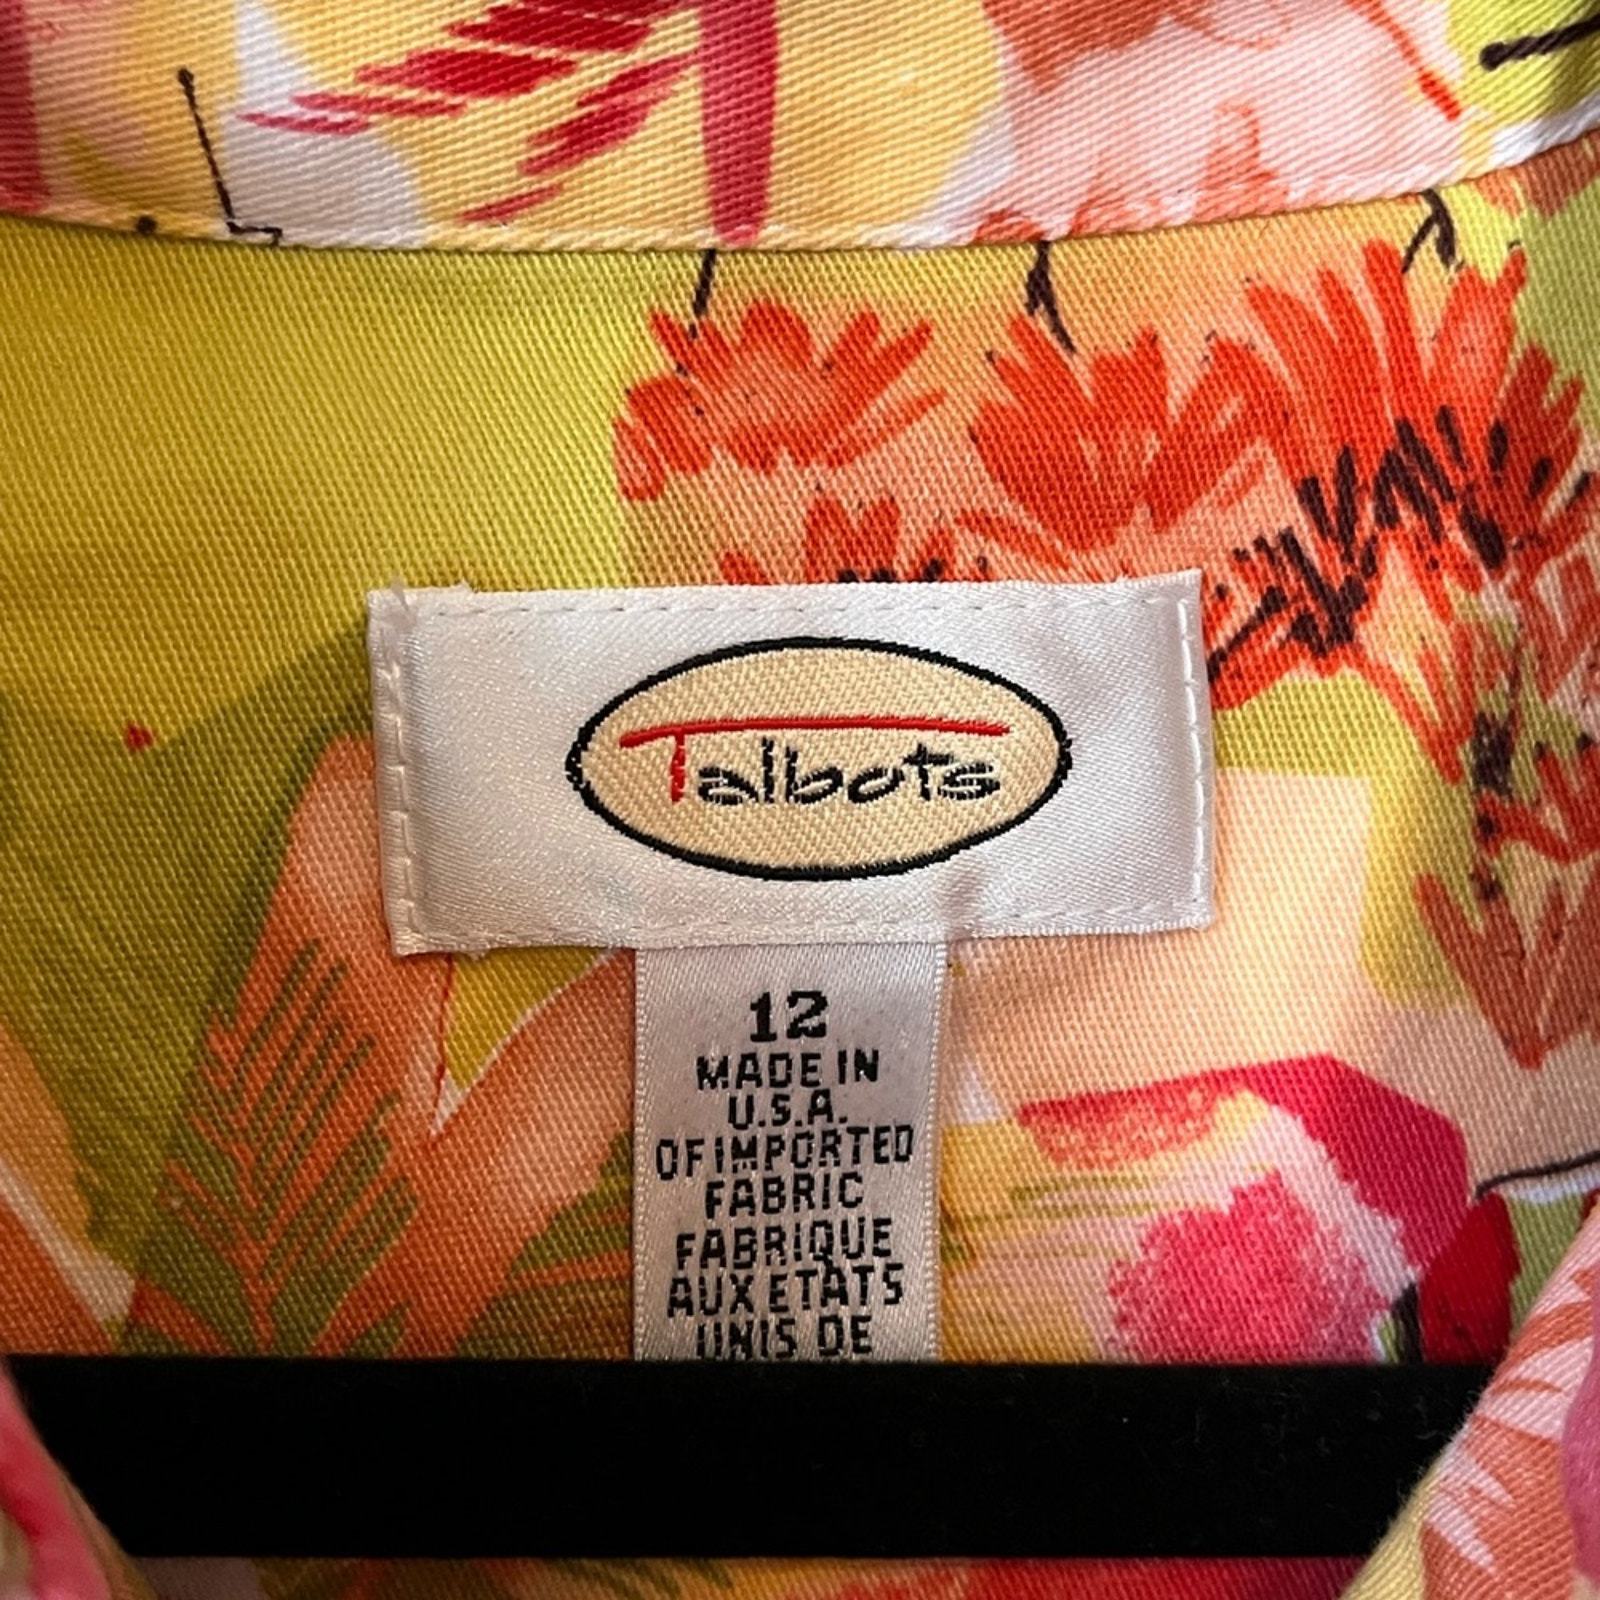 Talbots
12
MADE IN
U.S.A.
OF IMPORTED
FABRIC
FABRIQUE
AUX ETATS
UNIS DE